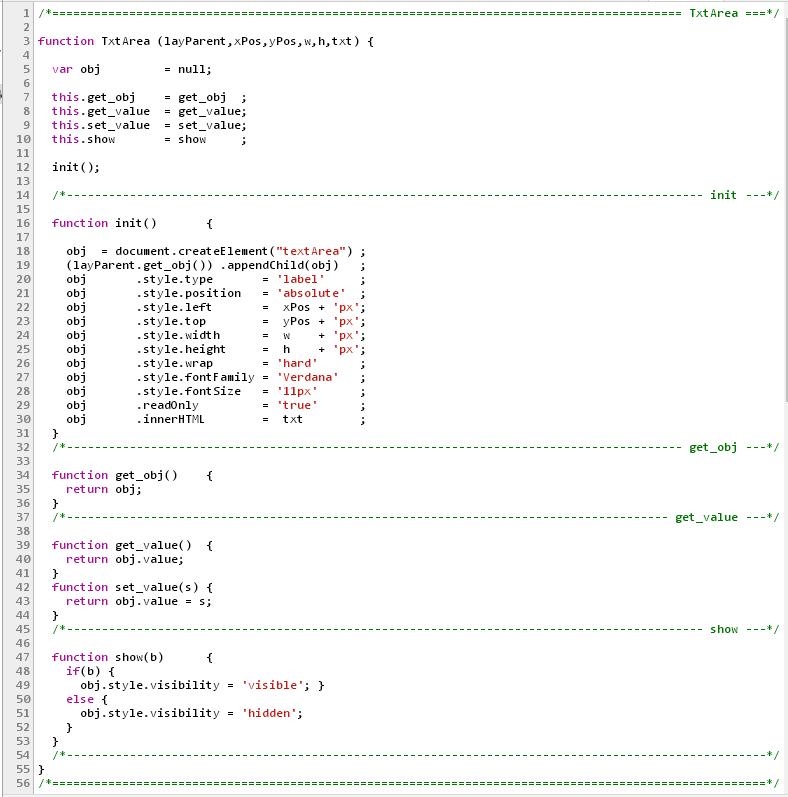 1 /*========================================================================================== TxtArea ===*/
2
3 function TxtArea (layParent,xPos,yPos,w,h,txt) {
4
5   var obj         = null;
6
7   this.get_obj    = get_obj  ;
8   this.get_value  = get_value;
9   this.set_value  = set_value;
10   this.show       = show     ;
11
12   init();
13
14   /*------------------------------------------------------------------------------------------- init ---*/
15
16   function init()       {
17
18     obj  = document.createElement("textArea") ;
19     (layParent.get_obj()) .appendChild(obj)   ;
20     obj       .style.type       = 'label'     ;
21     obj       .style.position   = 'absolute'  ;
22     obj       .style.left       =  xPos + 'px';
23     obj       .style.top        =  yPos + 'px';
24     obj       .style.width      =  w    + 'px';
25     obj       .style.height     =  h    + 'px';
26     obj       .style.wrap       = 'hard'      ;
27     obj       .style.fontFamily = 'Verdana'   ;
28     obj       .style.fontSize   = '11px'      ;
29     obj       .readOnly         = 'true'      ;
30     obj       .innerHTML        =  txt        ;
31   }
32   /*---------------------------------------------------------------------------------------- get_obj ---*/
33
34   function get_obj()    {
35     return obj;
36   }
37   /*-------------------------------------------------------------------------------------- get_value ---*/
38
39   function get_value()  {
40     return obj.value;
41   }
42   function set_value(s) {
43     return obj.value = s;
44   }
45   /*------------------------------------------------------------------------------------------- show ---*/
46
47   function show(b)      {
48     if(b) {
49       obj.style.visibility = 'visible'; }
50     else {
51       obj.style.visibility = 'hidden';
52     }
53   }
54   /*----------------------------------------------------------------------------------------------------*/
55 }
56 /*======================================================================================================*/